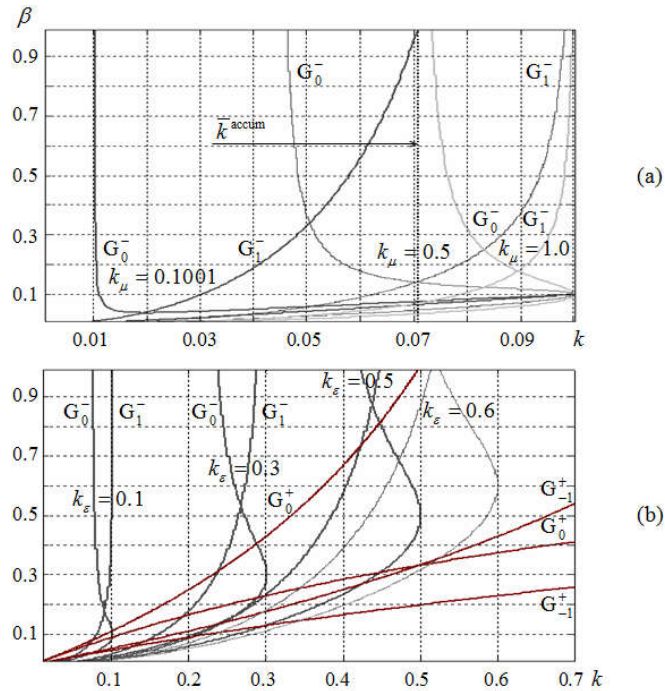 β
0.9
G₀⁻
G₁⁻
0.7
k̅ᵃᶜᶜᵘᵐ
0.5
(a)
0.3
G₀⁻
G₁⁻
G₀⁻
G₁⁻
k_μ = 0.5
k_μ = 1.0
k_μ = 0.1001
0.1
0.01
0.03
0.05
0.07
0.09
k
k_ε = 0.5
0.9
G₀⁻
G₁⁻
G₀⁻
G₁⁻
k_ε = 0.6
0.7
k_ε = 0.3
k_ε = 0.1
G₀⁺
G₋₁⁺
0.5
G₀⁺
(b)
0.3
G₋₁⁺
0.1
0.1
0.2
0.3
0.4
0.5
0.6
0.7
k